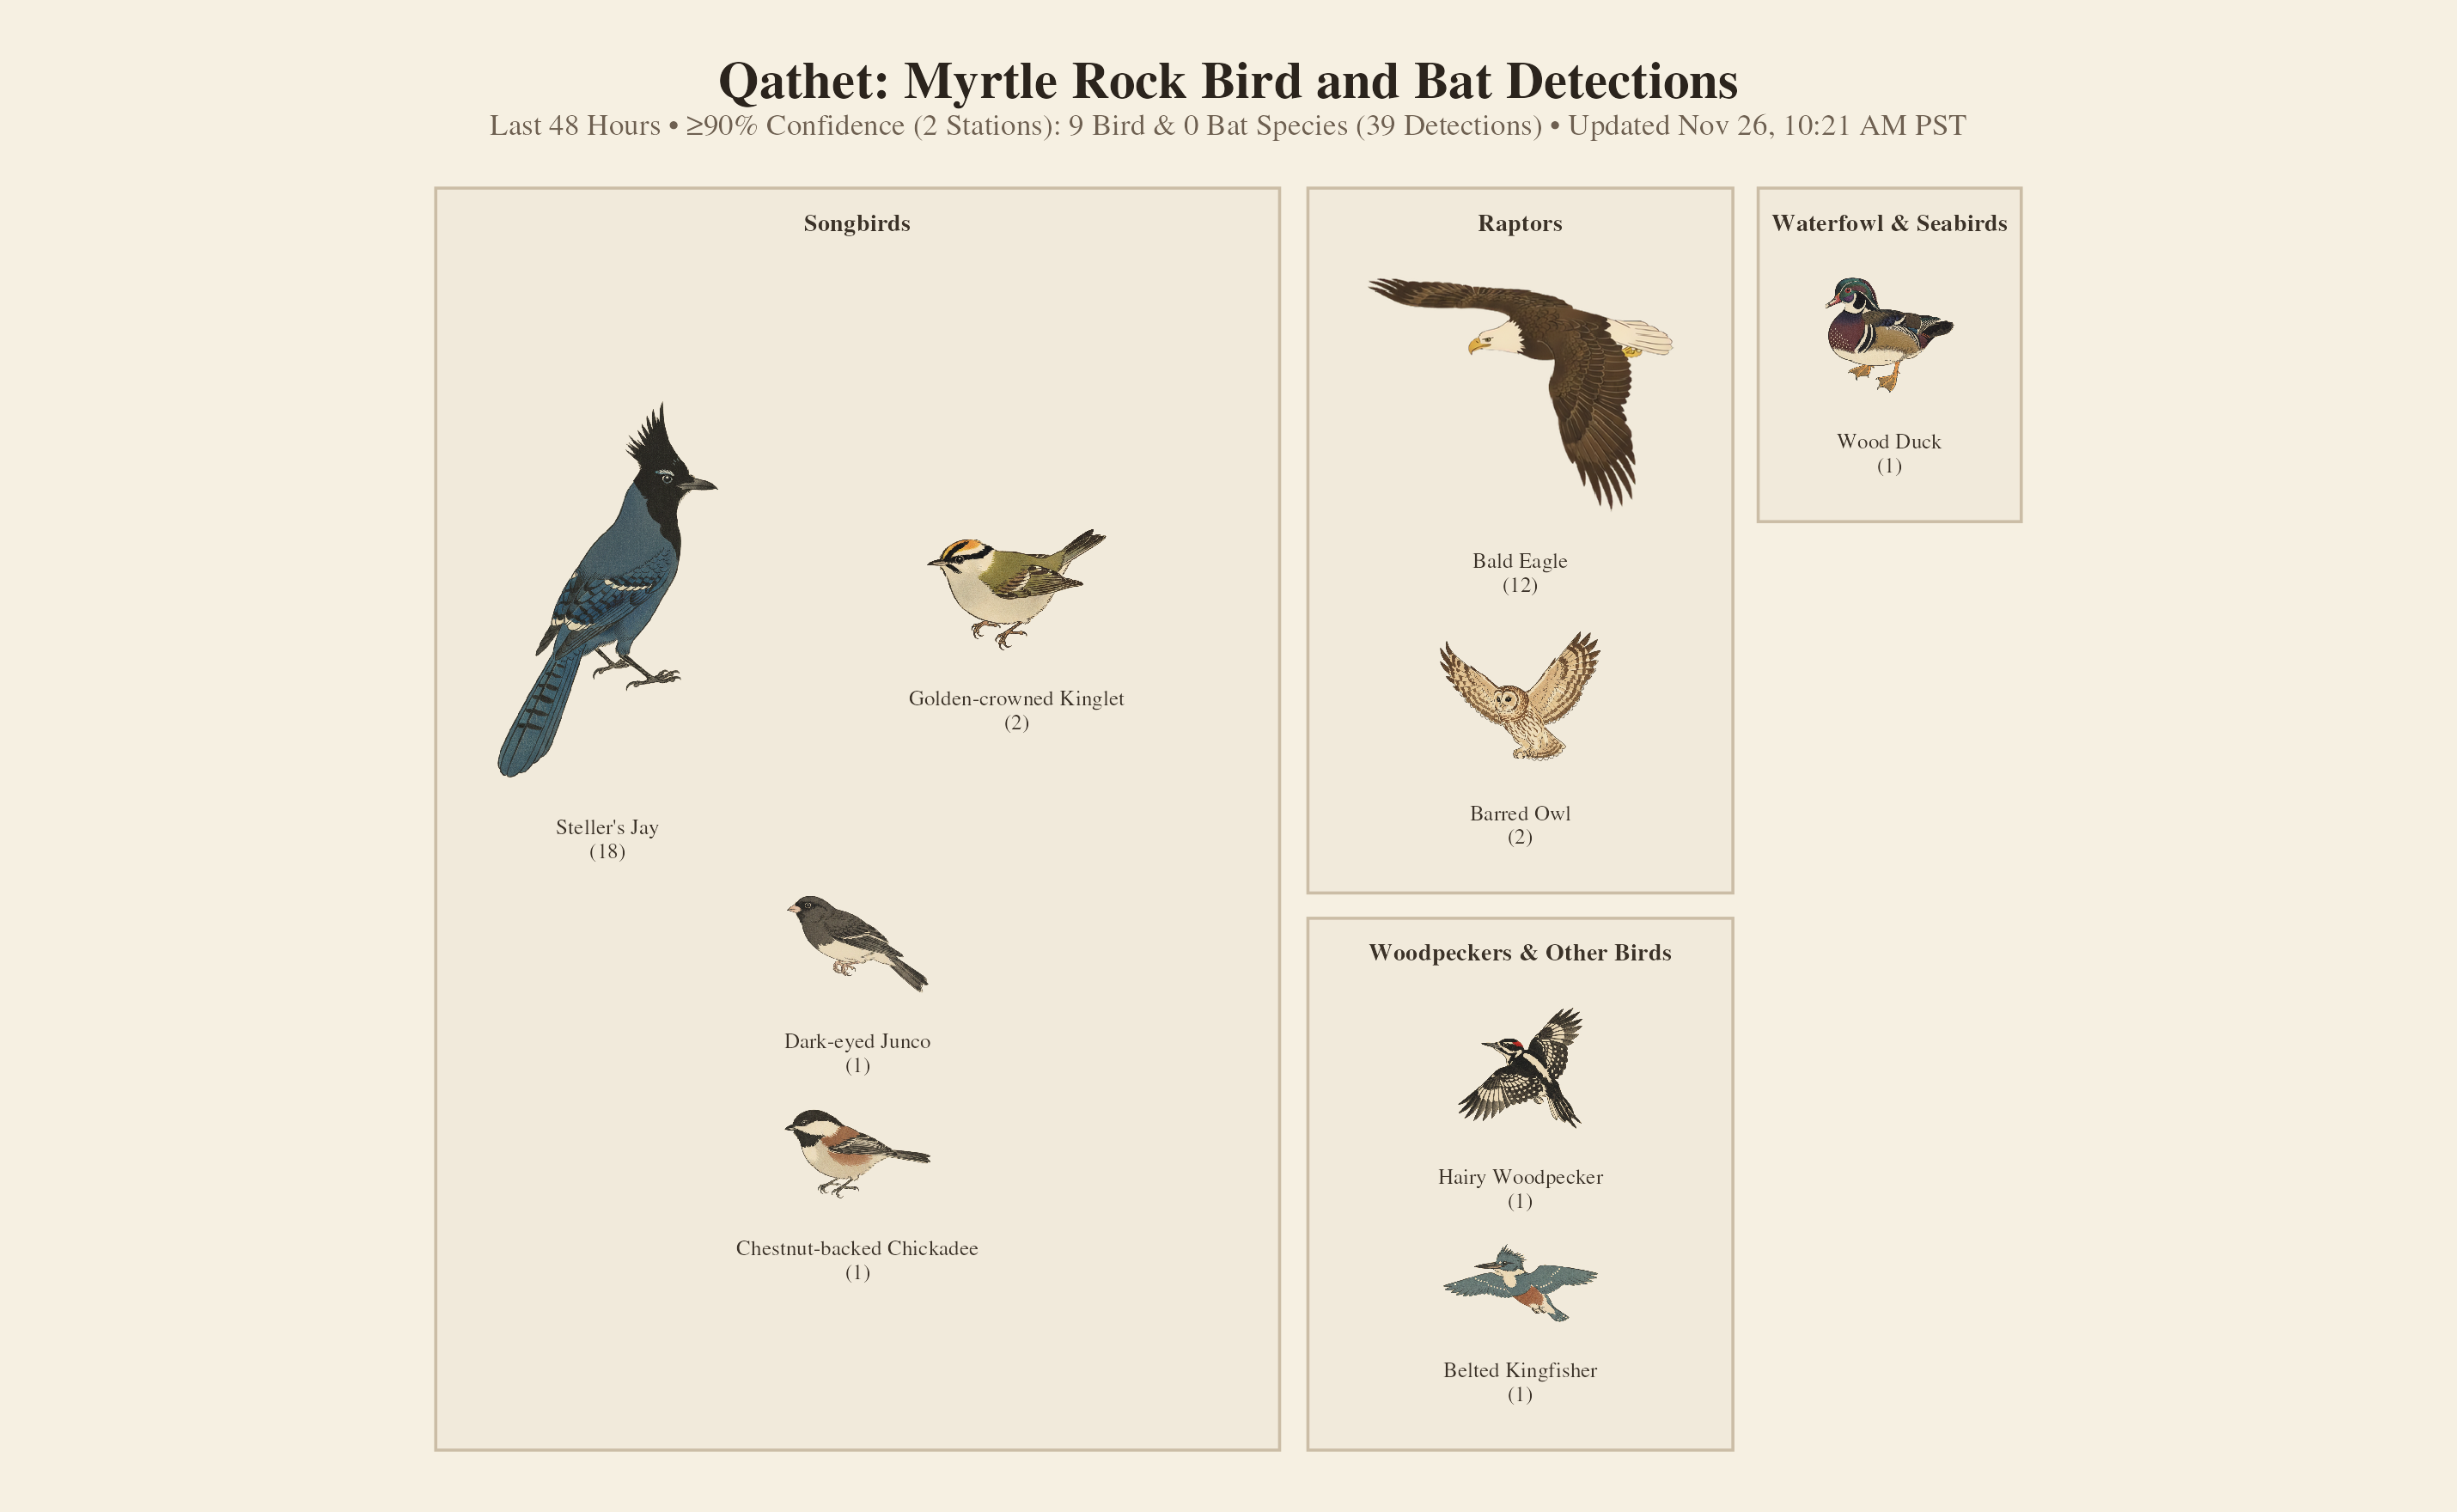 Qathet: Myrtle Rock Bird and Bat Detections
Last 48 Hours • ≥90% Confidence (2 Stations): 9 Bird & 0 Bat Species (39 Detections) • Updated Nov 26, 10:21 AM PST
Songbirds
Steller's Jay
(18)
Golden-crowned Kinglet
(2)
Dark-eyed Junco
(1)
Chestnut-backed Chickadee
(1)
Raptors
Bald Eagle
(12)
Barred Owl
(2)
Woodpeckers & Other Birds
Hairy Woodpecker
(1)
Belted Kingfisher
(1)
Waterfowl & Seabirds
Wood Duck
(1)